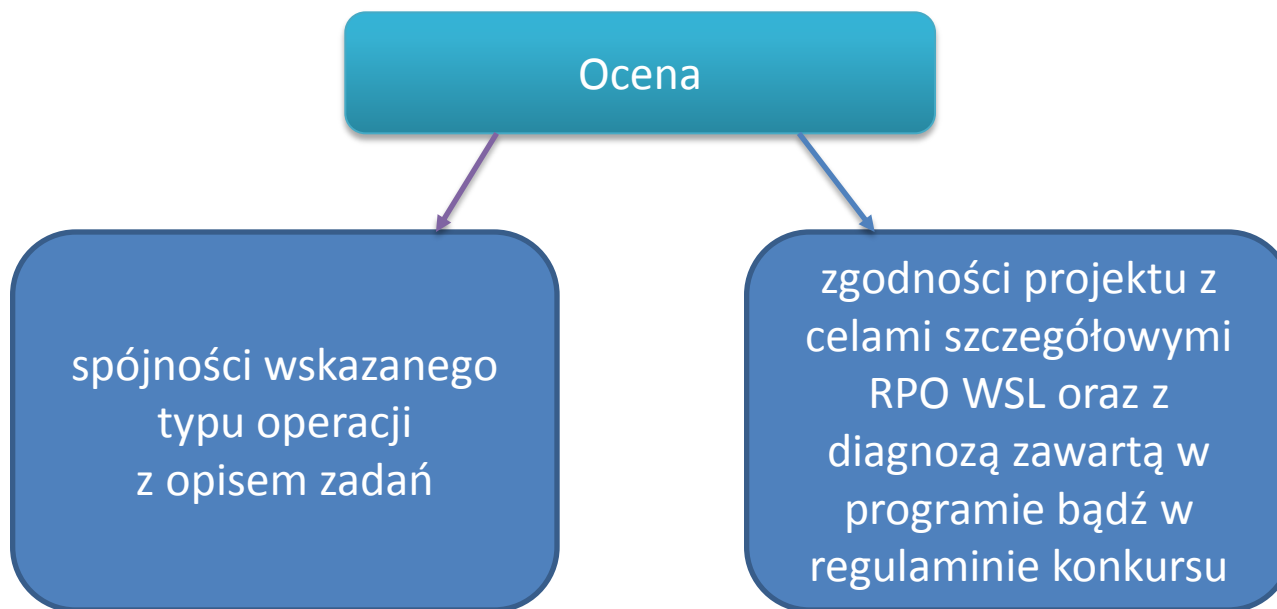 Ocena
spójności wskazanego
typu operacji
z opisem zadań
zgodności projektu z
celami szczegółowymi
RPO WSL oraz z
diagnozą zawartą w
programie bądź w
regulaminie konkursu